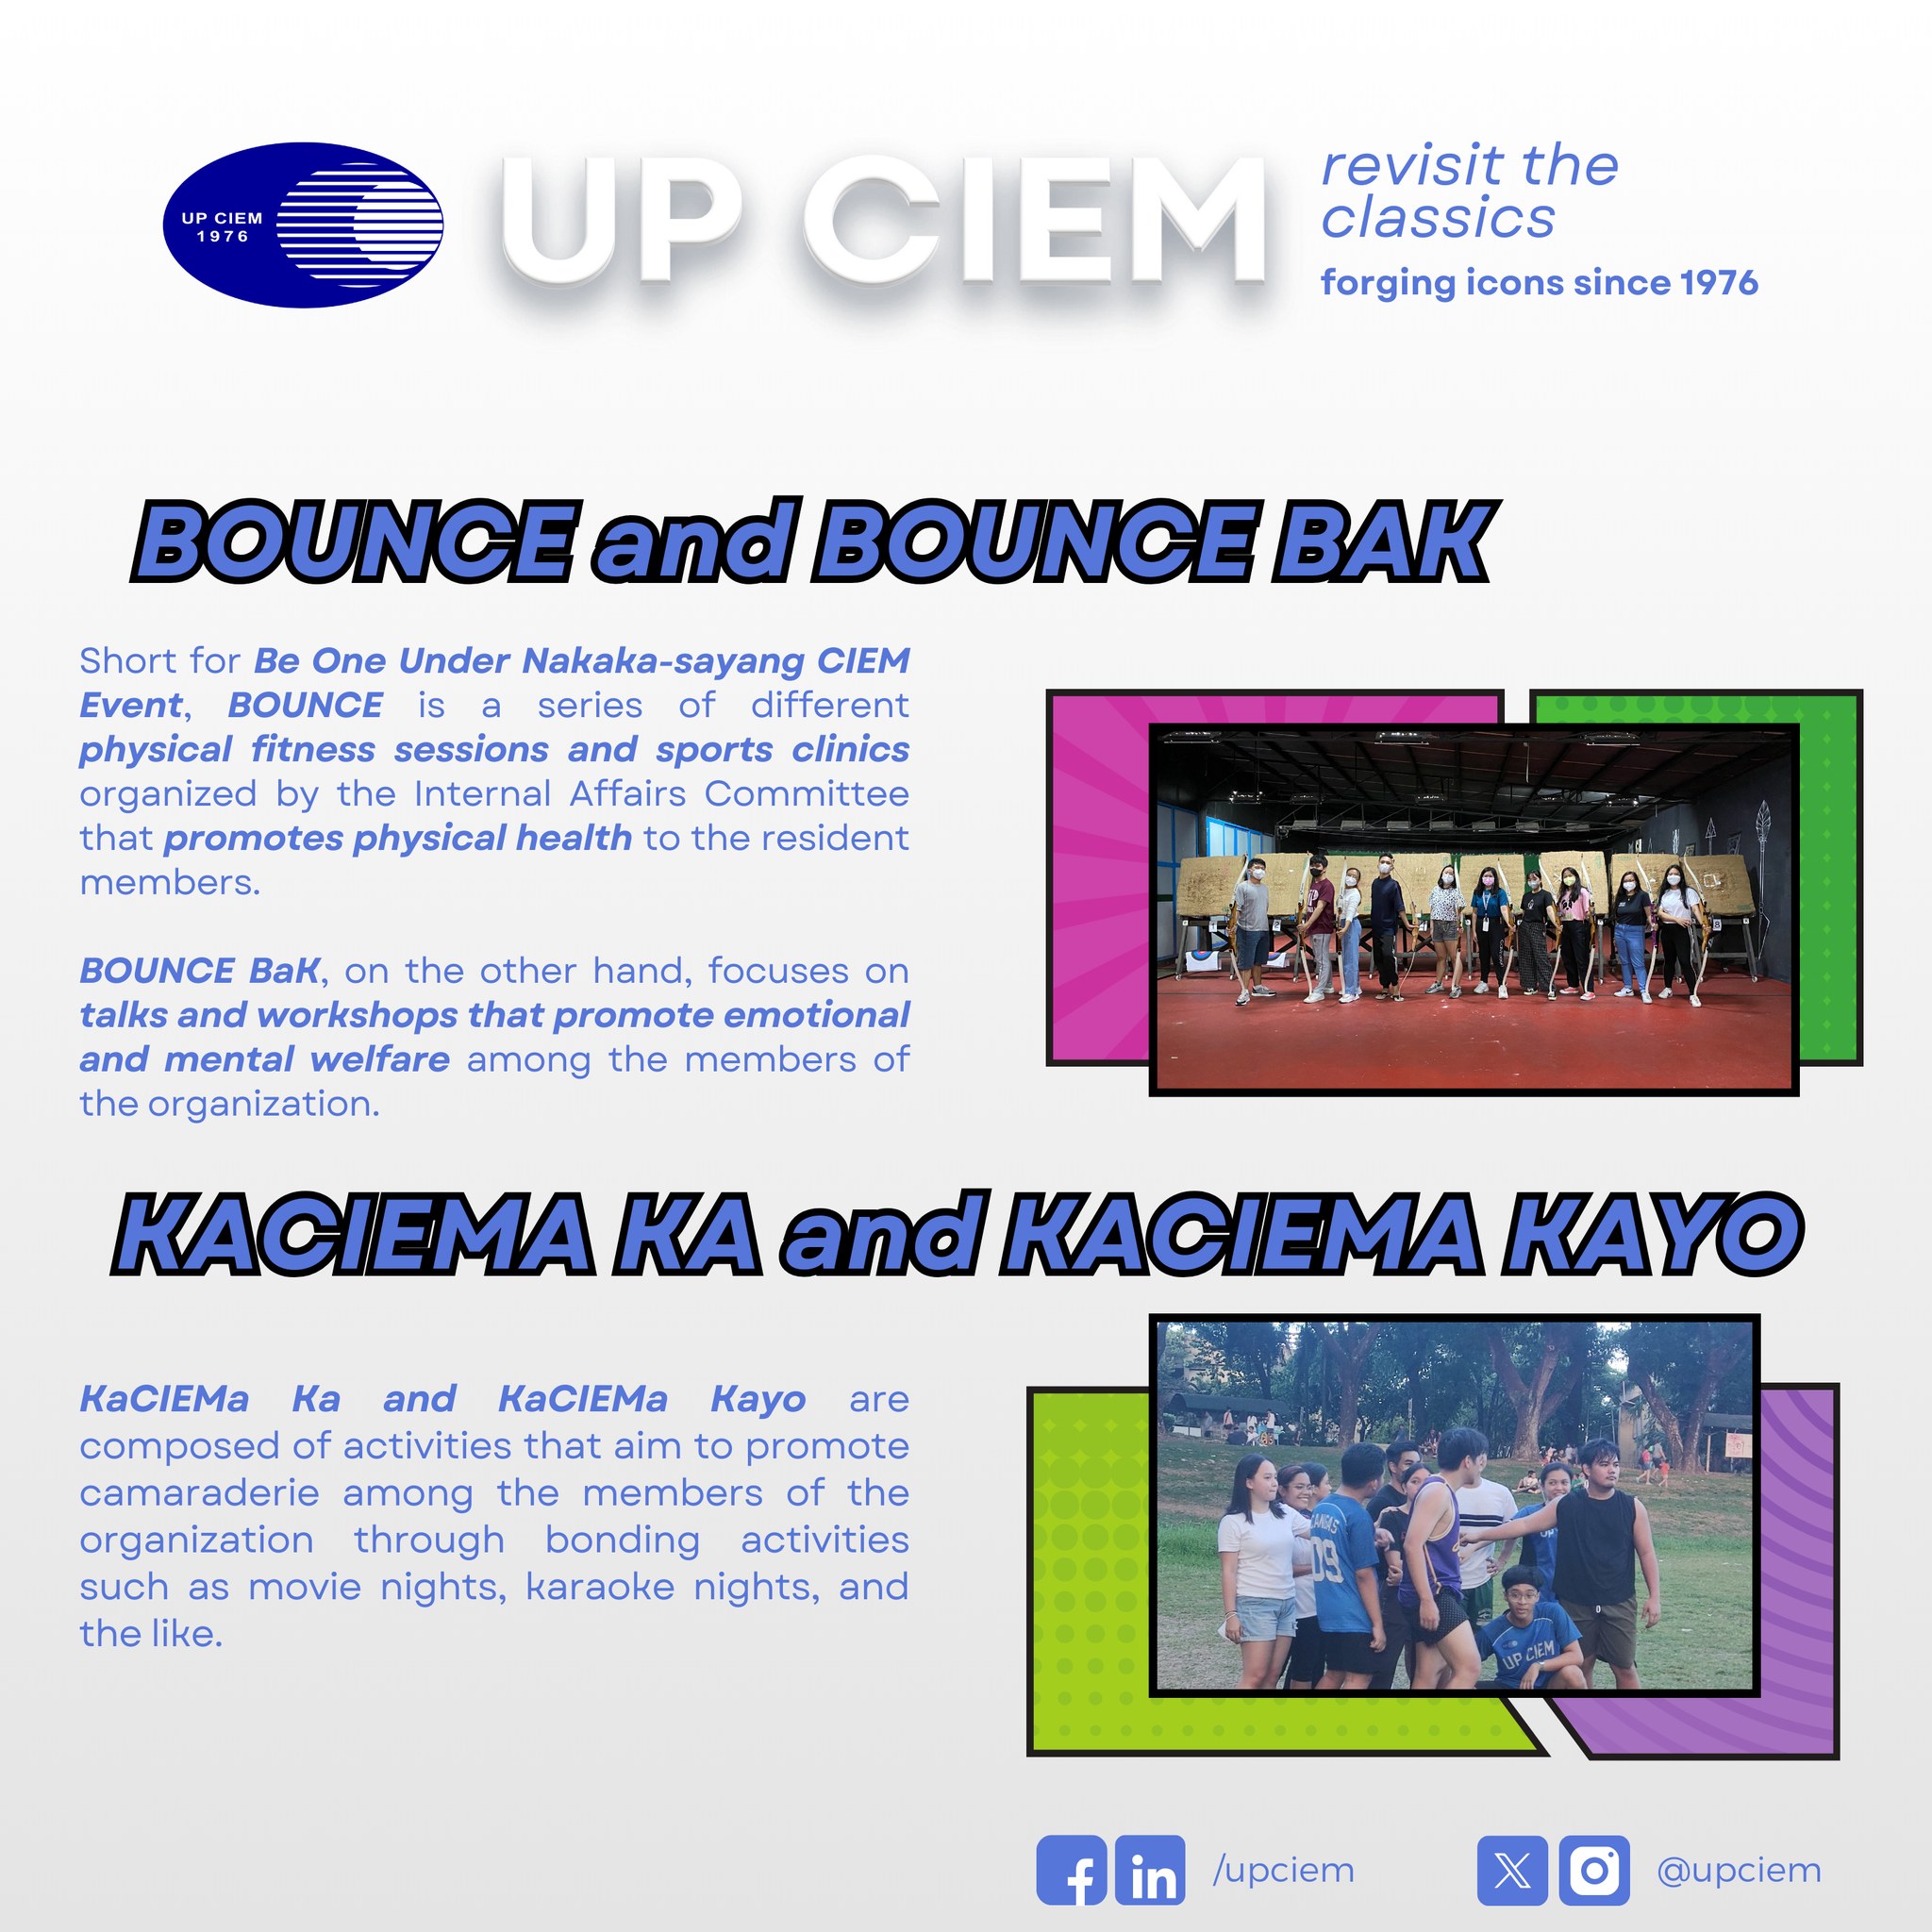 UP CIEM
1976
UP CIEM
revisit the
classics
forging icons since 1976
BOUNCE and BOUNCE BAK
Short for Be One Under Nakaka-sayang CIEM
Event, BOUNCE is a series of different
physical fitness sessions and sports clinics
organized by the Internal Affairs Committee
that promotes physical health to the resident
members.
BOUNCE BaK, on the other hand, focuses on
talks and workshops that promote emotional
and mental welfare among the members of
the organization.
KACIEMA KA and KACIEMA KAYO
KaCIEMa Ka and KaCIEMa Kayo are
composed of activities that aim to promote
camaraderie among the members of the
organization through bonding activities
such as movie nights, karaoke nights, and
the like.
09
UP CIEM
/upciem
@upciem